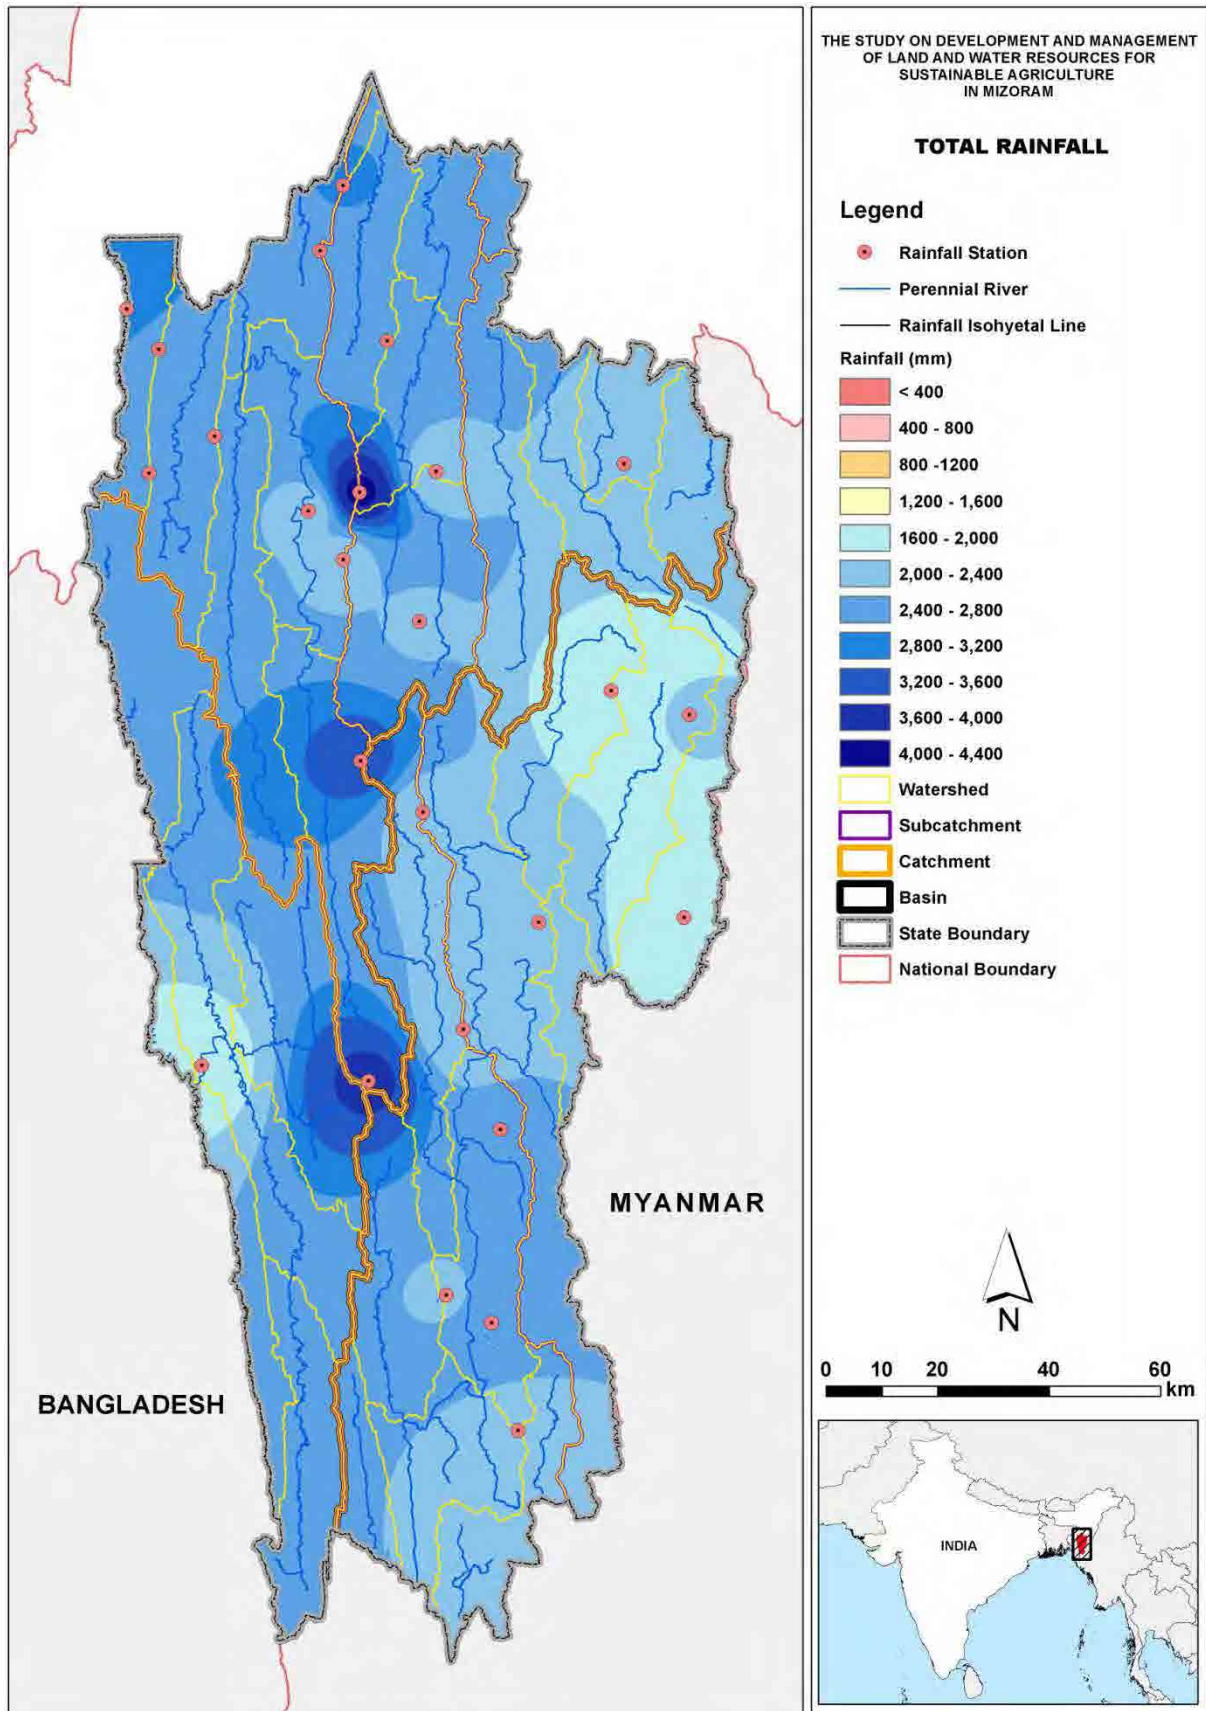 THE STUDY ON DEVELOPMENT AND MANAGEMENT
OF LAND AND WATER RESOURCES FOR
SUSTAINABLE AGRICULTURE
IN MIZORAM
TOTAL RAINFALL
Legend
Rainfall Station
Perennial River
Rainfall Isohyetal Line
Rainfall (mm)
< 400
400 - 800
800 -1200
1,200 - 1,600
1600 - 2,000
2,000 - 2,400
2,400 - 2,800
2,800 - 3,200
3,200 - 3,600
3,600 - 4,000
4,000 - 4,400
Watershed
Subcatchment
Catchment
Basin
State Boundary
National Boundary
MYANMAR
BANGLADESH
N
0 10 20 40 60
km
INDIA